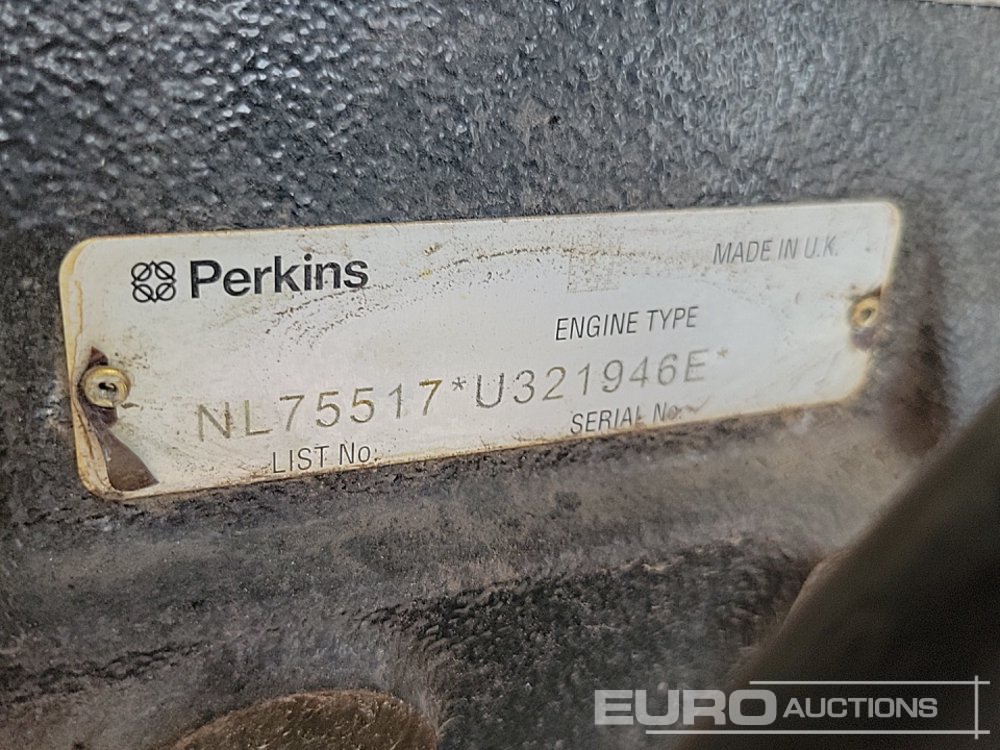 Perkins
MADE IN U.K.
ENGINE TYPE
NL75517*U321946E*
LIST No.
SERIAL No.
EURO AUCTIONS